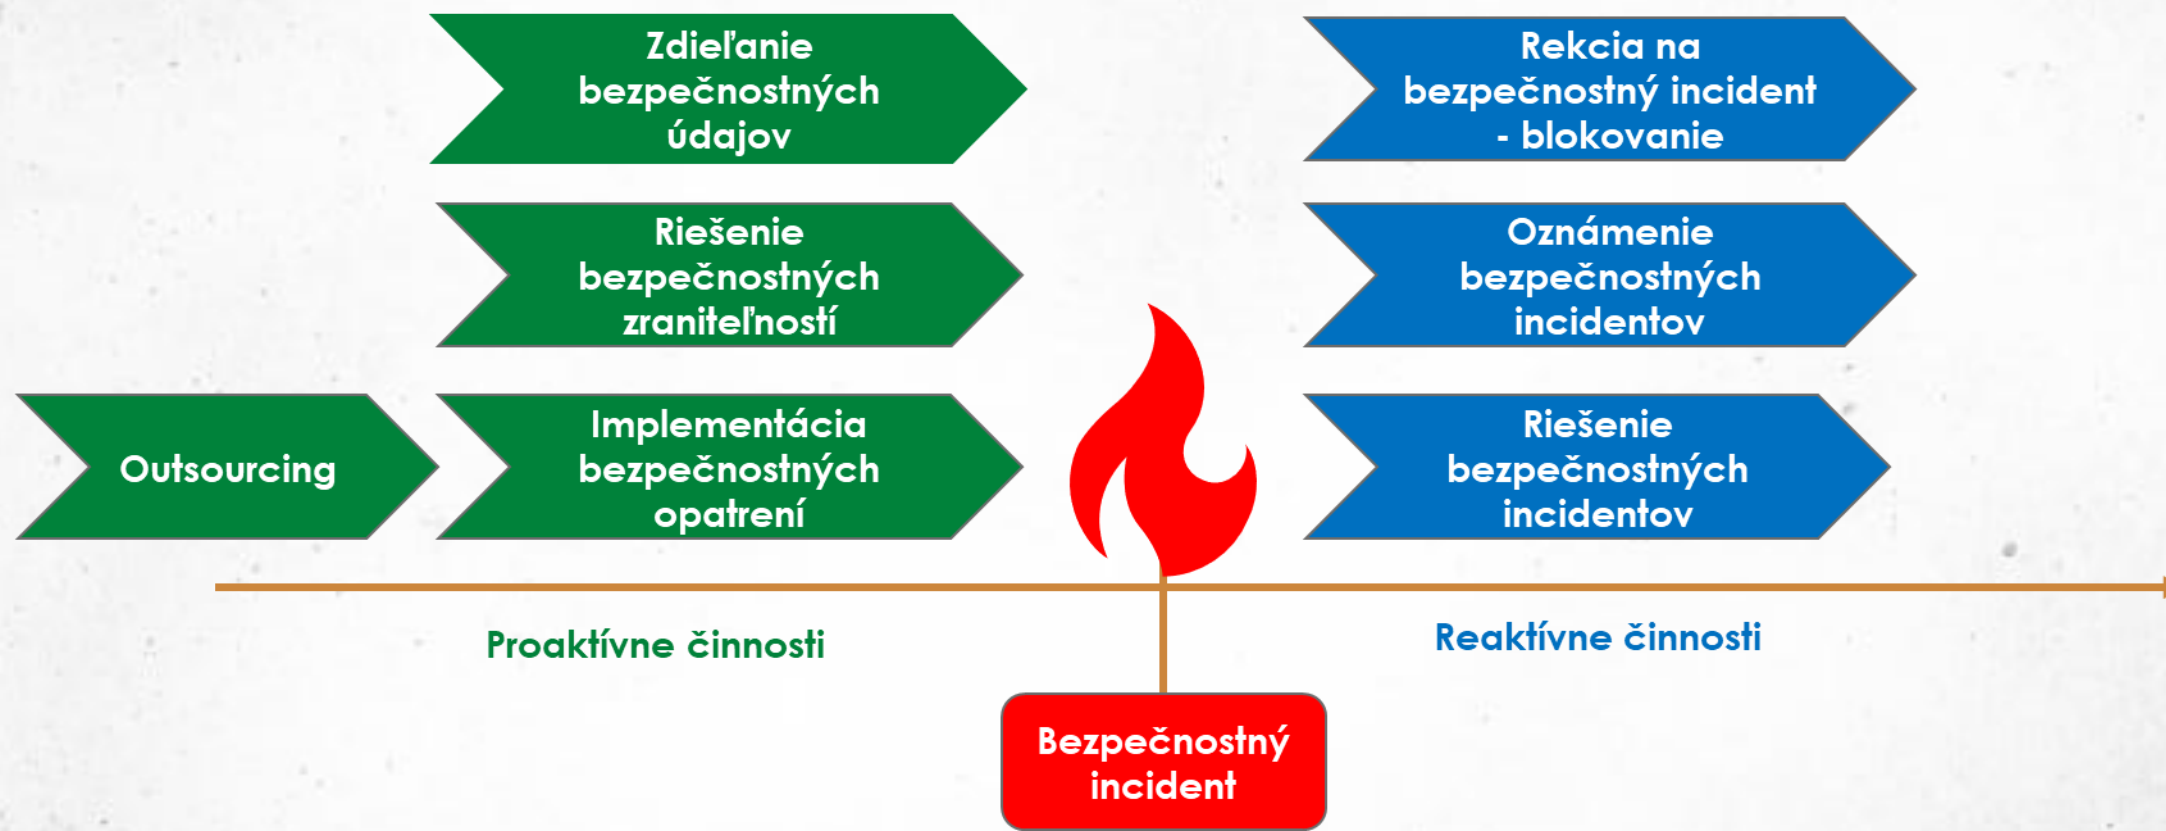 Zdieľanie
bezpečnostných
údajov
Rekcia na
bezpečnostný incident
- blokovanie
Riešenie
bezpečnostných
zraniteľností
Oznámenie
bezpečnostných
incidentov
Outsourcing
Implementácia
bezpečnostných
opatrení
Riešenie
bezpečnostných
incidentov
Proaktívne činnosti
Reaktívne činnosti
Bezpečnostný
incident